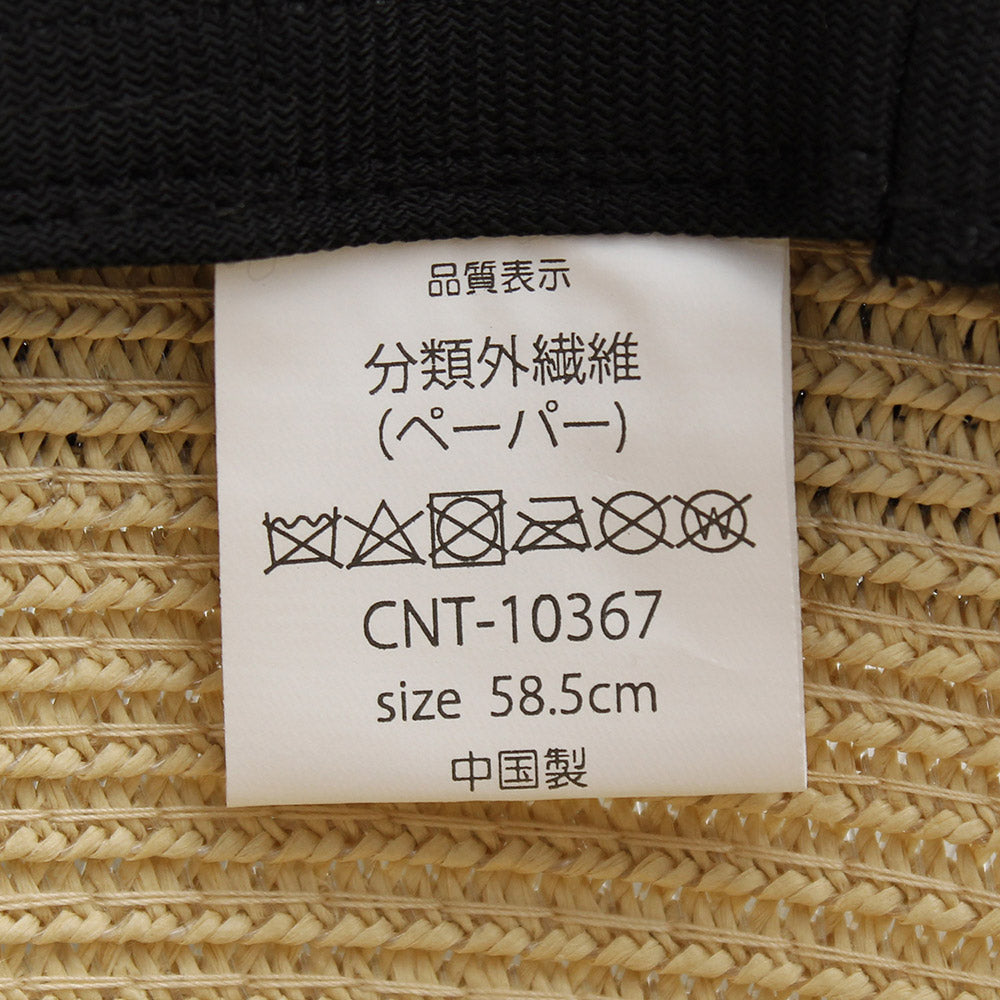 品質表示
分類外繊維
(ペーパー)
W
CNT-10367
size 58.5cm
中国製